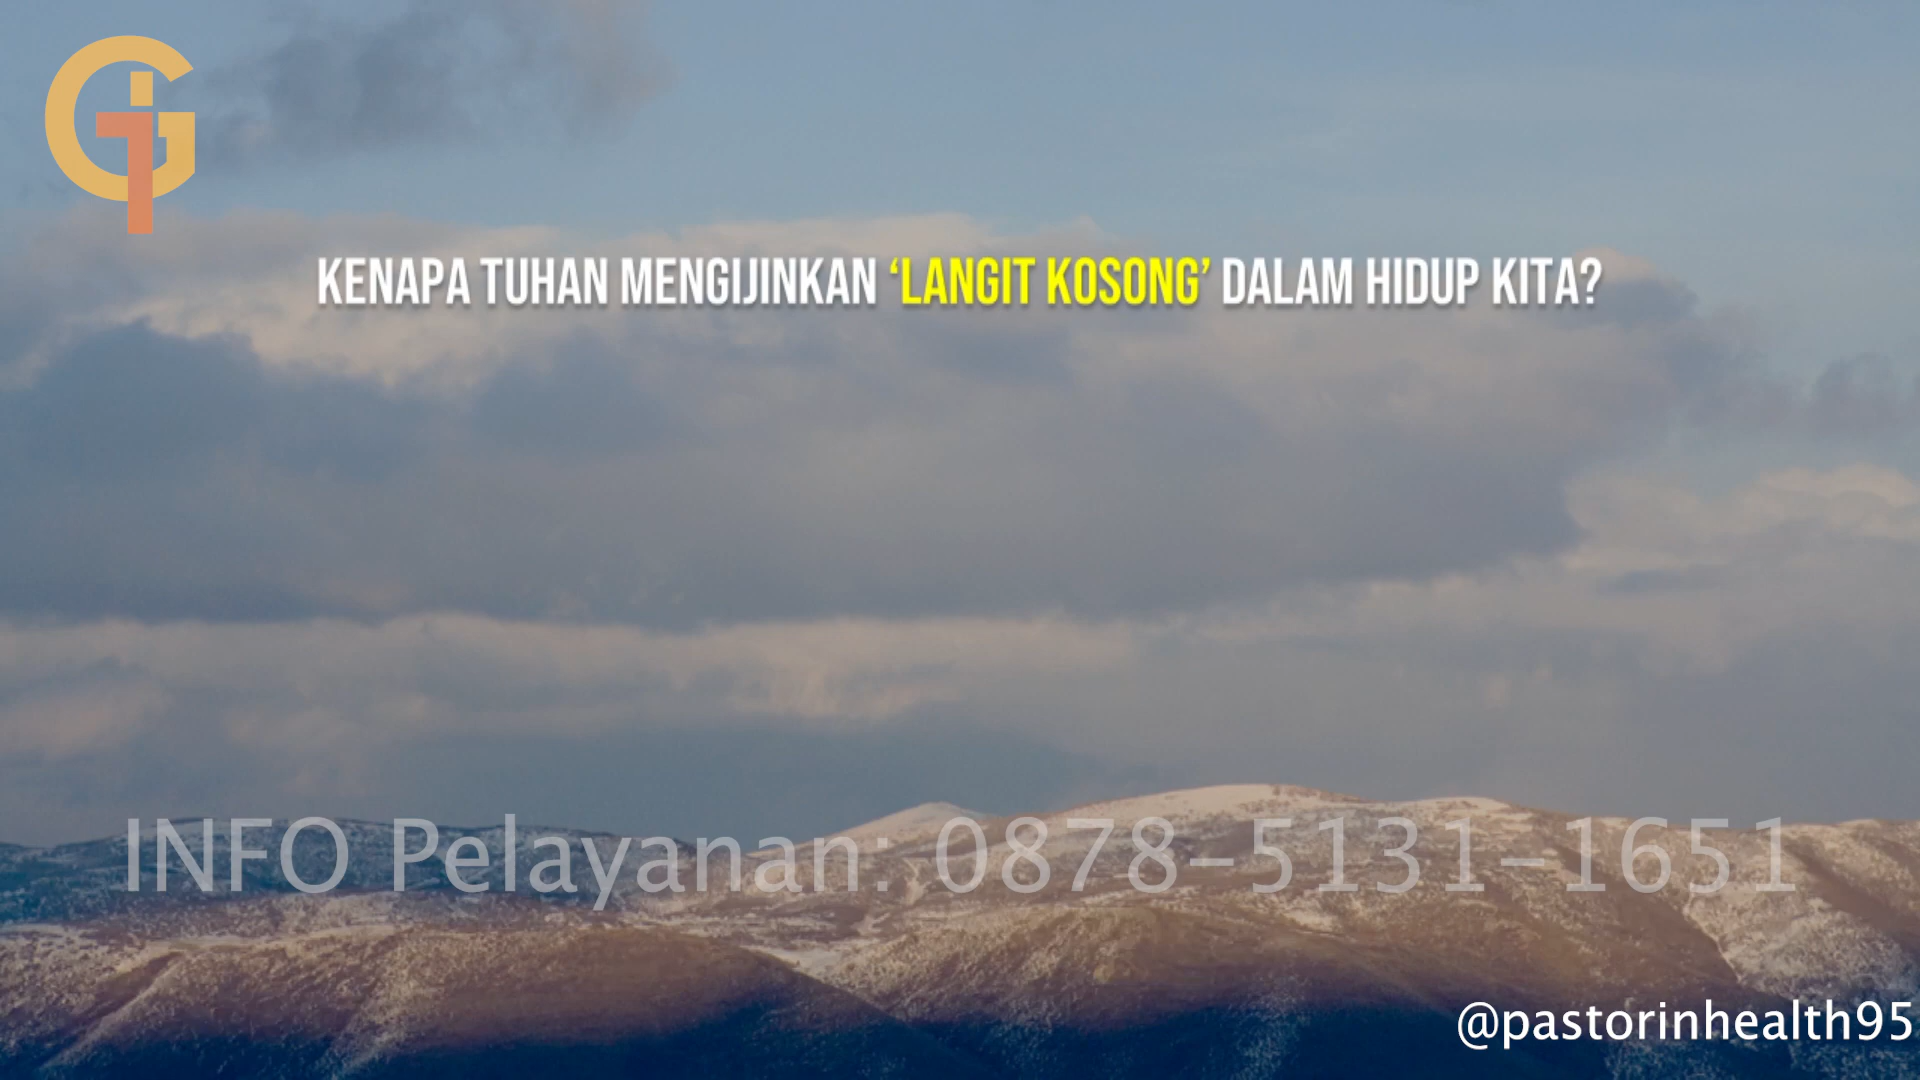 KENAPA TUHAN MENGIJINKAN ‘LANGIT KOSONG’ DALAM HIDUP KITA?
INFO Pelayanan: 0878-5131-1651
@pastorinhealth95